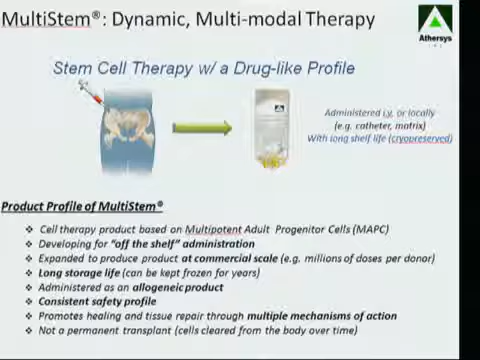 MultiStem®: Dynamic, Multi-modal Therapy
Athersys
Stem Cell Therapy w/ a Drug-like Profile
Administered i.v. or locally
(e.g. catheter, matrix)
With long shelf life (cryopreserved)
Product Profile of MultiStem®
Cell therapy product based on Multipotent Adult Progenitor Cells (MAPC)
Developing for "off the shelf" administration
Expanded to produce product at commercial scale (e.g. millions of doses per donor)
Long storage life (can be kept frozen for years)
Administered as an allogeneic product
Consistent safety profile
Promotes healing and tissue repair through multiple mechanisms of action
Not a permanent transplant (cells cleared from the body over time)